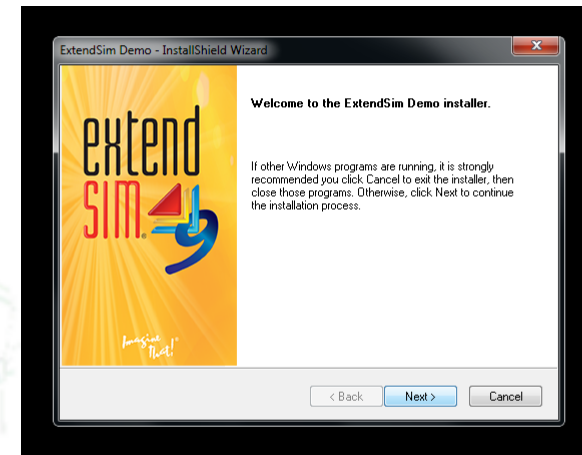 ExtendSim Demo - InstallShield Wizard
extend
SIM
9
Imagine
That!
Welcome to the ExtendSim Demo installer.
If other Windows programs are running, it is strongly
recommended you click Cancel to exit the installer, then
close those programs. Otherwise, click Next to continue
the installation process.
< Back Next > Cancel